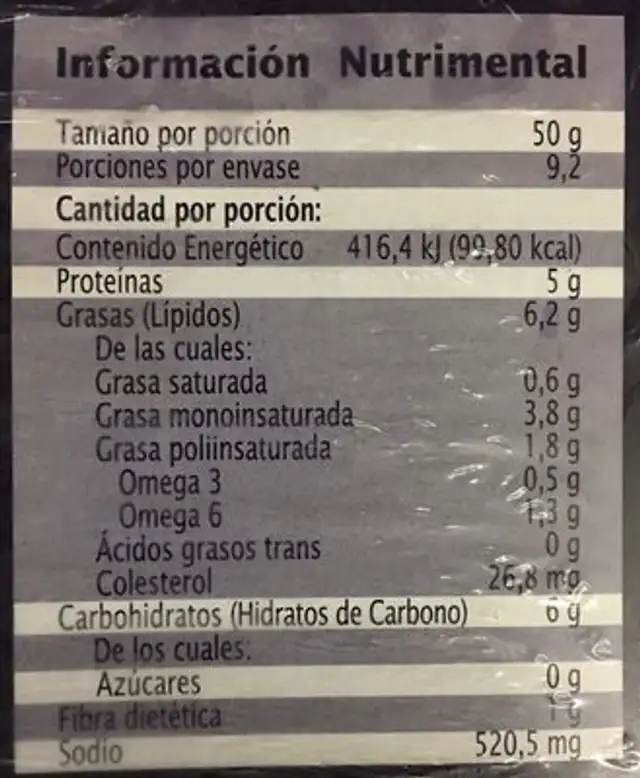 Información Nutrimental
Tamaño por porción 50 g
Porciones por envase 9,2
Cantidad por porción:
Contenido Energético 416,4 kJ (99,80 kcal)
Proteínas 5 g
Grasas (Lípidos) 6,2 g
De las cuales:
Grasa saturada 0,6 g
Grasa monoinsaturada 3,8 g
Grasa poliinsaturada 1,8 g
Omega 3 0,5 g
Omega 6 1,3 g
Ácidos grasos trans 0 g
Colesterol 26,8 mg
Carbohidratos (Hidratos de Carbono) 6 g
De los cuales:
Azúcares 0 g
Fibra dietética 1 g
Sodio 520,5 mg